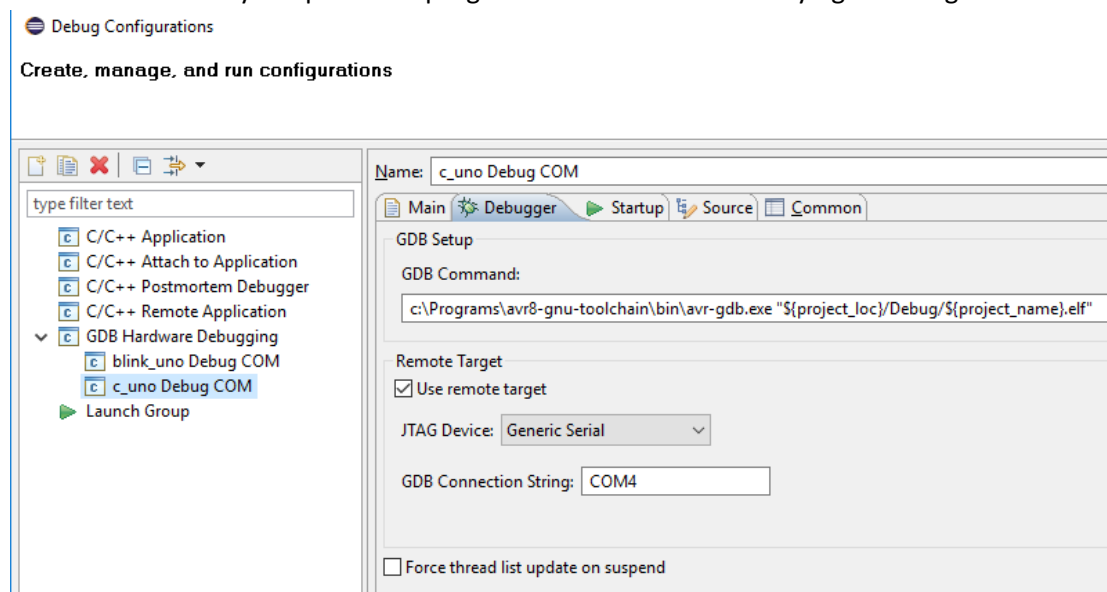 Debug Configurations
Create, manage, and run configurations
type filter text
C/C++ Application
C/C++ Attach to Application
C/C++ Postmortem Debugger
C/C++ Remote Application
GDB Hardware Debugging
blink_uno Debug COM
c_uno Debug COM
Launch Group
Name: c_uno Debug COM
Main Debugger Startup Source Common
GDB Setup
GDB Command:
c:\Programs\avr8-gnu-toolchain\bin\avr-gdb.exe "${project_loc}/Debug/${project_name}.elf"
Remote Target
Use remote target
JTAG Device: Generic Serial
GDB Connection String: COM4
Force thread list update on suspend